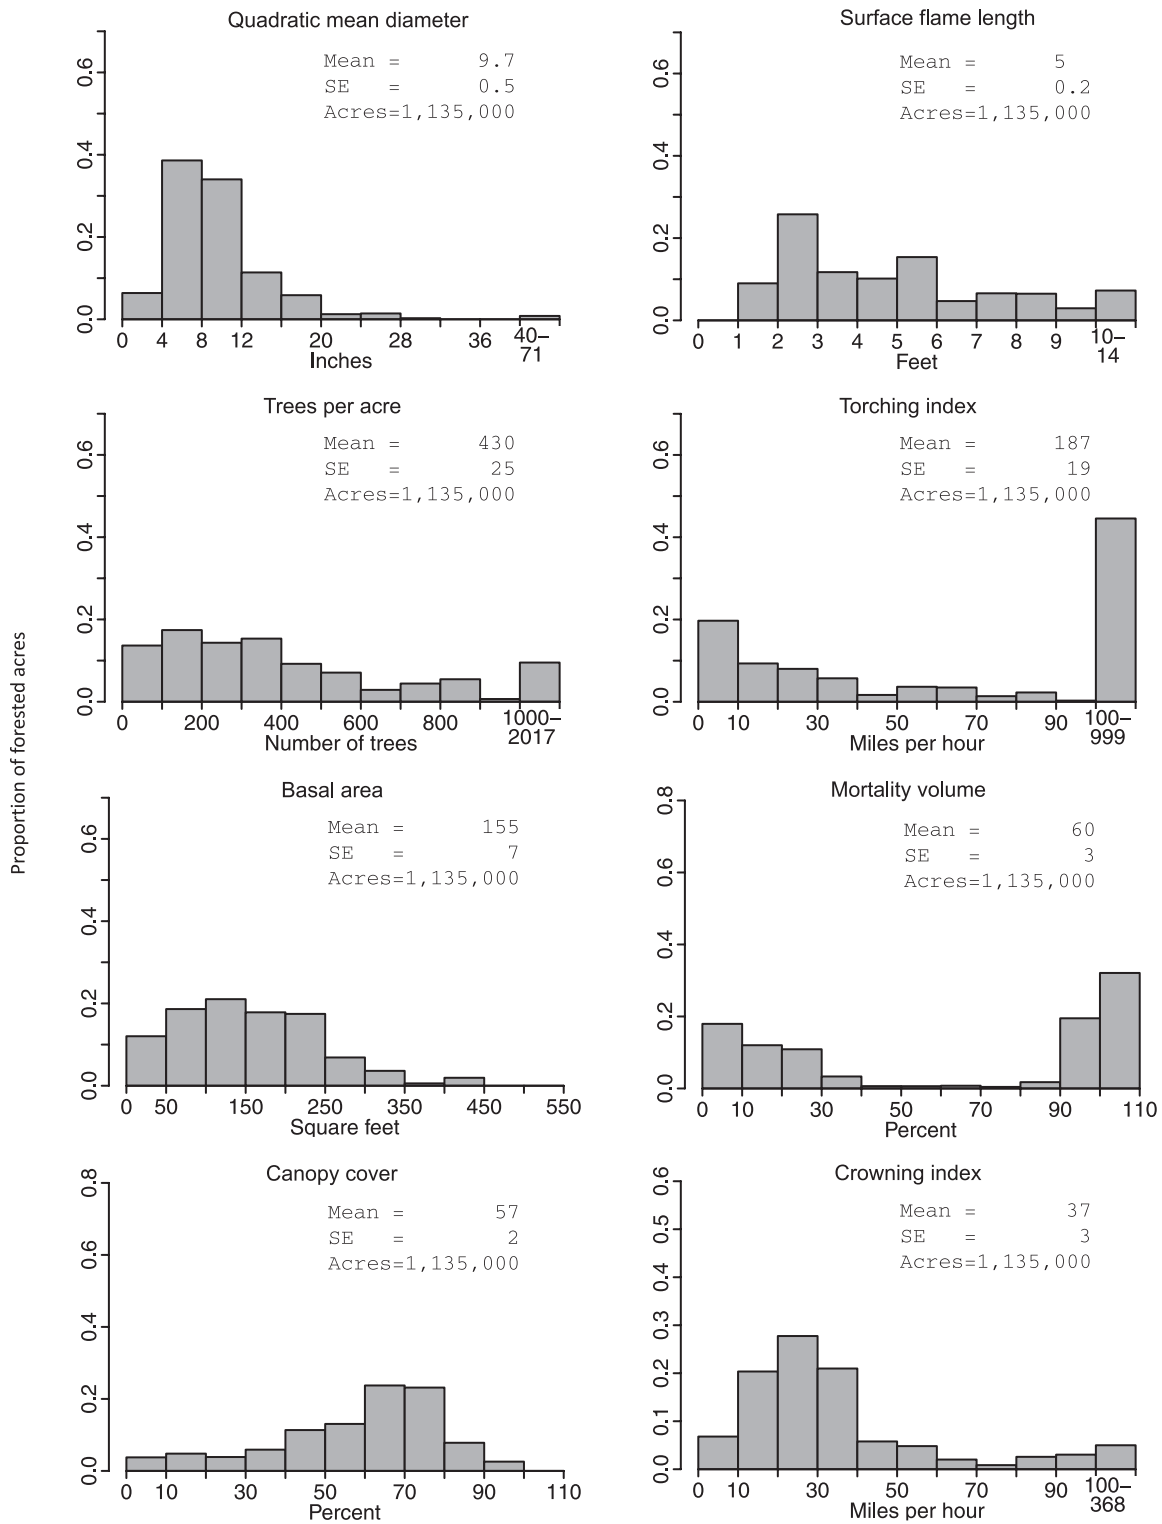 Proportion of forested acres
Quadratic mean diameter
Mean = 9.7
SE = 0.5
Acres=1,135,000
0.0 0.2 0.4 0.6
0 4 8 12 20 28 36 40–
71
Inches
Surface flame length
Mean = 5
SE = 0.2
Acres=1,135,000
0.0 0.2 0.4 0.6
0 1 2 3 4 5 6 7 8 9 10–
14
Feet
Trees per acre
Mean = 430
SE = 25
Acres=1,135,000
0.0 0.2 0.4 0.6
0 200 400 600 800 1000–
2017
Number of trees
Torching index
Mean = 187
SE = 19
Acres=1,135,000
0.0 0.2 0.4 0.6
0 10 30 50 70 90 100–
999
Miles per hour
Basal area
Mean = 155
SE = 7
Acres=1,135,000
0.0 0.2 0.4 0.6
0 50 150 250 350 450 550
Square feet
Mortality volume
Mean = 60
SE = 3
Acres=1,135,000
0.0 0.2 0.4 0.6 0.8
0 10 30 50 70 90 110
Percent
Canopy cover
Mean = 57
SE = 2
Acres=1,135,000
0.0 0.2 0.4 0.6 0.8
0 10 30 50 70 90 110
Percent
Crowning index
Mean = 37
SE = 3
Acres=1,135,000
0.0 0.1 0.2 0.3 0.4 0.5 0.6
0 10 30 50 70 90 100–
368
Miles per hour